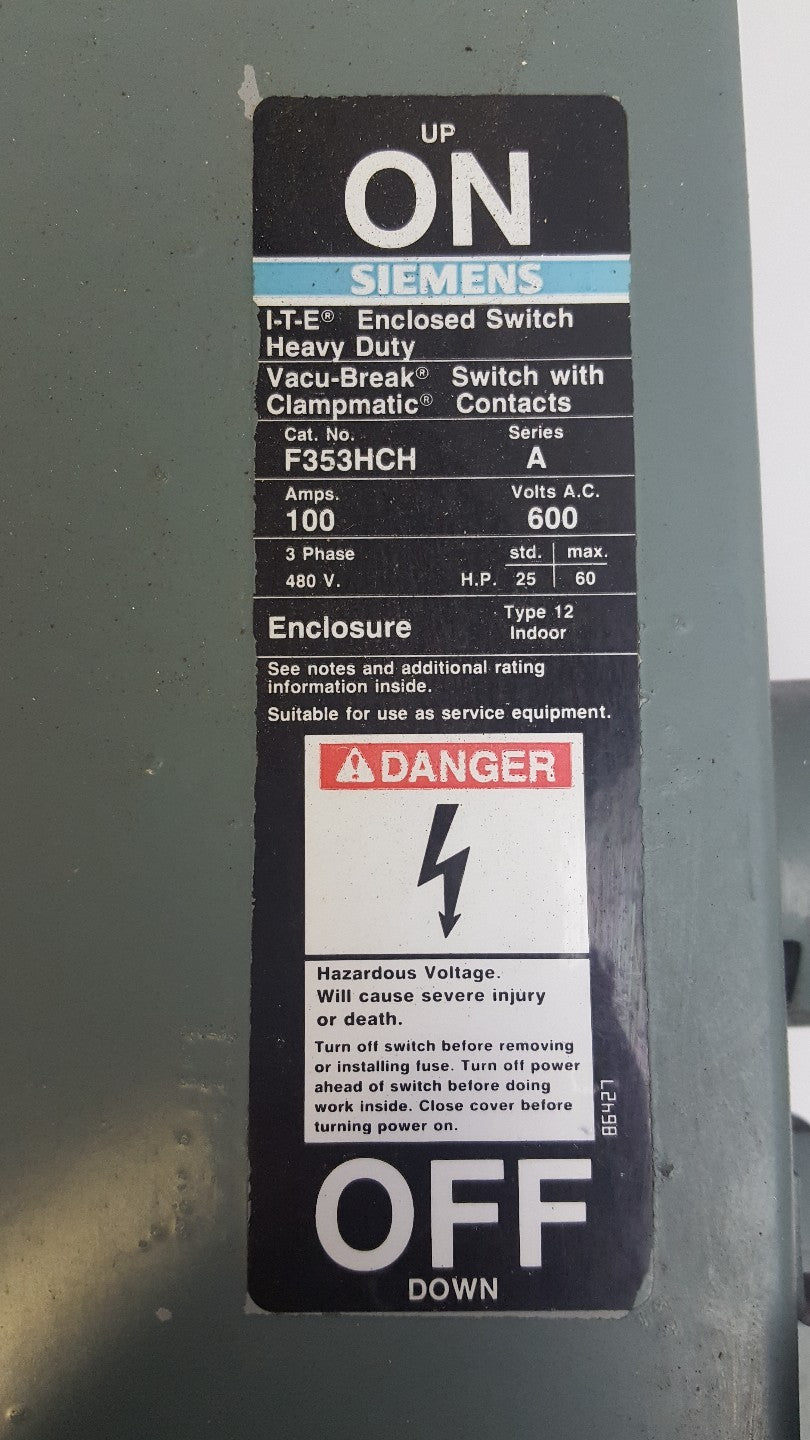 UP
ON
SIEMENS
I-T-E® Enclosed Switch
Heavy Duty
Vacu-Break® Switch with
Clampmatic® Contacts
Cat. No. Series
F353HCH A
Amps. Volts A.C.
100 600
3 Phase std. max.
480 V. H.P. 25 60
Enclosure Type 12
Indoor
See notes and additional rating
information inside.
Suitable for use as service equipment.
⚠DANGER
Hazardous Voltage.
Will cause severe injury
or death.
Turn off switch before removing
or installing fuse. Turn off power
ahead of switch before doing
work inside. Close cover before
turning power on.
OFF
DOWN